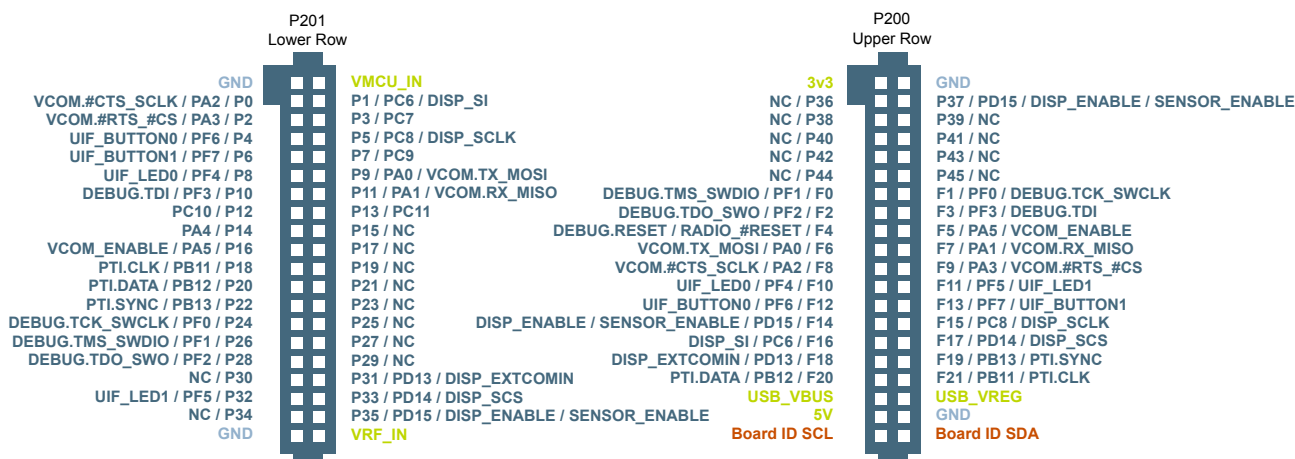 P201
Lower Row
P200
Upper Row
GND
VMCU_IN
VCOM.#CTS_SCLK / PA2 / P0
P1 / PC6 / DISP_SI
VCOM.#RTS_#CS / PA3 / P2
P3 / PC7
UIF_BUTTON0 / PF6 / P4
P5 / PC8 / DISP_SCLK
UIF_BUTTON1 / PF7 / P6
P7 / PC9
UIF_LED0 / PF4 / P8
P9 / PA0 / VCOM.TX_MOSI
DEBUG.TDI / PF3 / P10
P11 / PA1 / VCOM.RX_MISO
PC10 / P12
P13 / PC11
PA4 / P14
P15 / NC
VCOM_ENABLE / PA5 / P16
P17 / NC
PTI.CLK / PB11 / P18
P19 / NC
PTI.DATA / PB12 / P20
P21 / NC
PTI.SYNC / PB13 / P22
P23 / NC
DEBUG.TCK_SWCLK / PF0 / P24
P25 / NC
DEBUG.TMS_SWDIO / PF1 / P26
P27 / NC
DEBUG.TDO_SWO / PF2 / P28
P29 / NC
NC / P30
P31 / PD13 / DISP_EXTCOMIN
UIF_LED1 / PF5 / P32
P33 / PD14 / DISP_SCS
NC / P34
P35 / PD15 / DISP_ENABLE / SENSOR_ENABLE
GND
VRF_IN
3v3
GND
NC / P36
P37 / PD15 / DISP_ENABLE / SENSOR_ENABLE
NC / P38
P39 / NC
NC / P40
P41 / NC
NC / P42
P43 / NC
NC / P44
P45 / NC
DEBUG.TMS_SWDIO / PF1 / F0
F1 / PF0 / DEBUG.TCK_SWCLK
DEBUG.TDO_SWO / PF2 / F2
F3 / PF3 / DEBUG.TDI
DEBUG.RESET / RADIO_#RESET / F4
F5 / PA5 / VCOM_ENABLE
VCOM.TX_MOSI / PA0 / F6
F7 / PA1 / VCOM.RX_MISO
VCOM.#CTS_SCLK / PA2 / F8
F9 / PA3 / VCOM.#RTS_#CS
UIF_LED0 / PF4 / F10
F11 / PF5 / UIF_LED1
UIF_BUTTON0 / PF6 / F12
F13 / PF7 / UIF_BUTTON1
DISP_ENABLE / SENSOR_ENABLE / PD15 / F14
F15 / PC8 / DISP_SCLK
DISP_SI / PC6 / F16
F17 / PD14 / DISP_SCS
DISP_EXTCOMIN / PD13 / F18
F19 / PB13 / PTI.SYNC
PTI.DATA / PB12 / F20
F21 / PB11 / PTI.CLK
USB_VBUS
USB_VREG
5V
GND
Board ID SCL
Board ID SDA